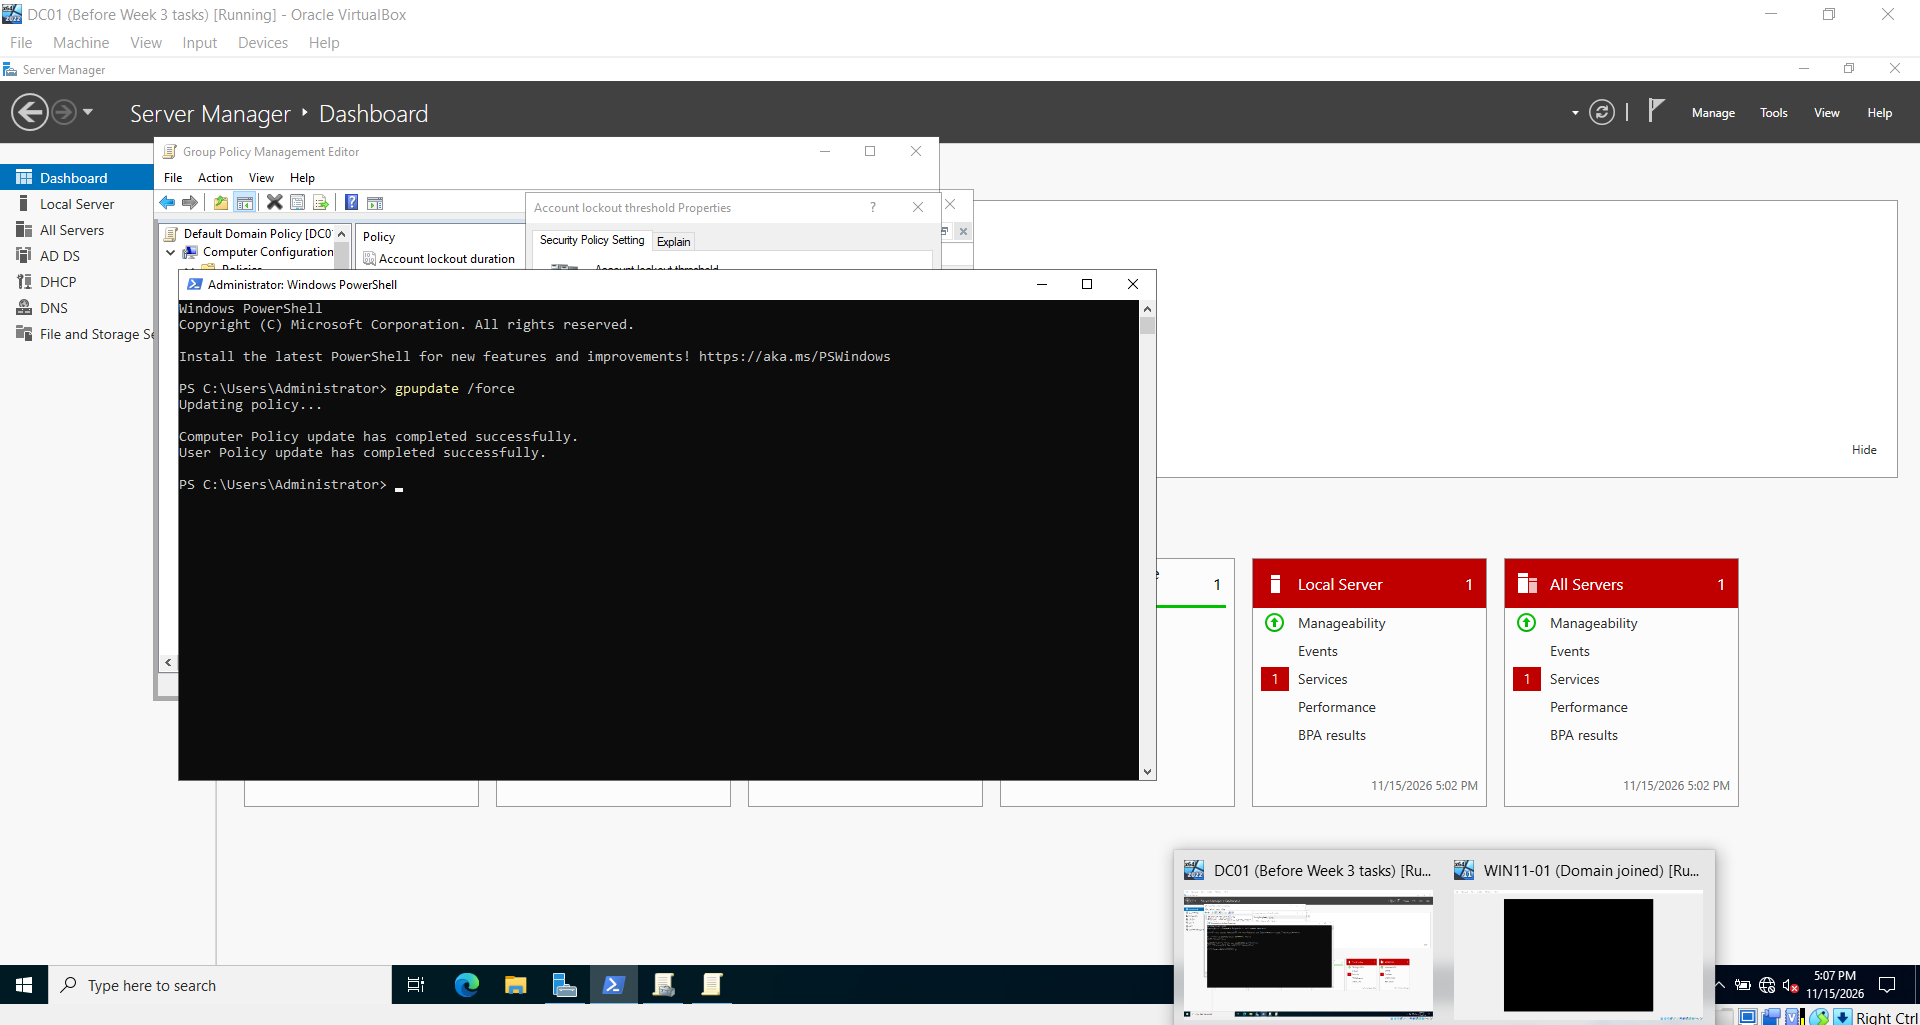 DC01 (Before Week 3 tasks) [Running] - Oracle VirtualBox
File Machine View Input Devices Help
Server Manager
Server Manager ‣ Dashboard
Manage Tools View Help
Group Policy Management Editor
File Action View Help
Dashboard
Local Server
All Servers
AD DS
DHCP
DNS
File and Storage Se
Default Domain Policy [DC0
Computer Configuration
Policies
Policy
Account lockout duration
Account lockout threshold Properties
Security Policy Setting Explain
Account lockout threshold
Administrator: Windows PowerShell
Windows PowerShell
Copyright (C) Microsoft Corporation. All rights reserved.
Install the latest PowerShell for new features and improvements! https://aka.ms/PSWindows
PS C:\Users\Administrator> gpupdate /force
Updating policy...
Computer Policy update has completed successfully.
User Policy update has completed successfully.
PS C:\Users\Administrator>
Hide
1
Local Server 1
Manageability
Events
1 Services
Performance
BPA results
11/15/2026 5:02 PM
All Servers 1
Manageability
Events
1 Services
Performance
BPA results
11/15/2026 5:02 PM
DC01 (Before Week 3 tasks) [Ru...
WIN11-01 (Domain joined) [Ru...
Type here to search
5:07 PM
11/15/2026
Right Ctrl